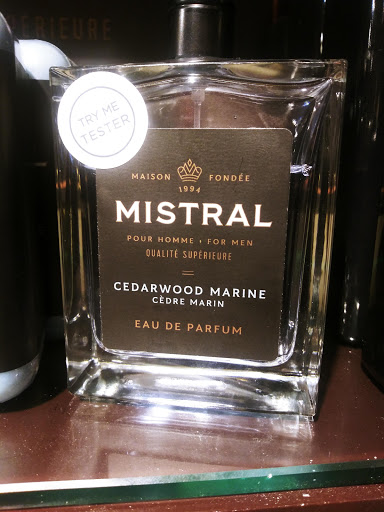 ÉRIEURE
TRY ME
TESTER
MAISON FONDÉE
1994
MISTRAL
POUR HOMME • FOR MEN
QUALITÉ SUPÉRIEURE
CEDARWOOD MARINE
CÈDRE MARIN
EAU DE PARFUM